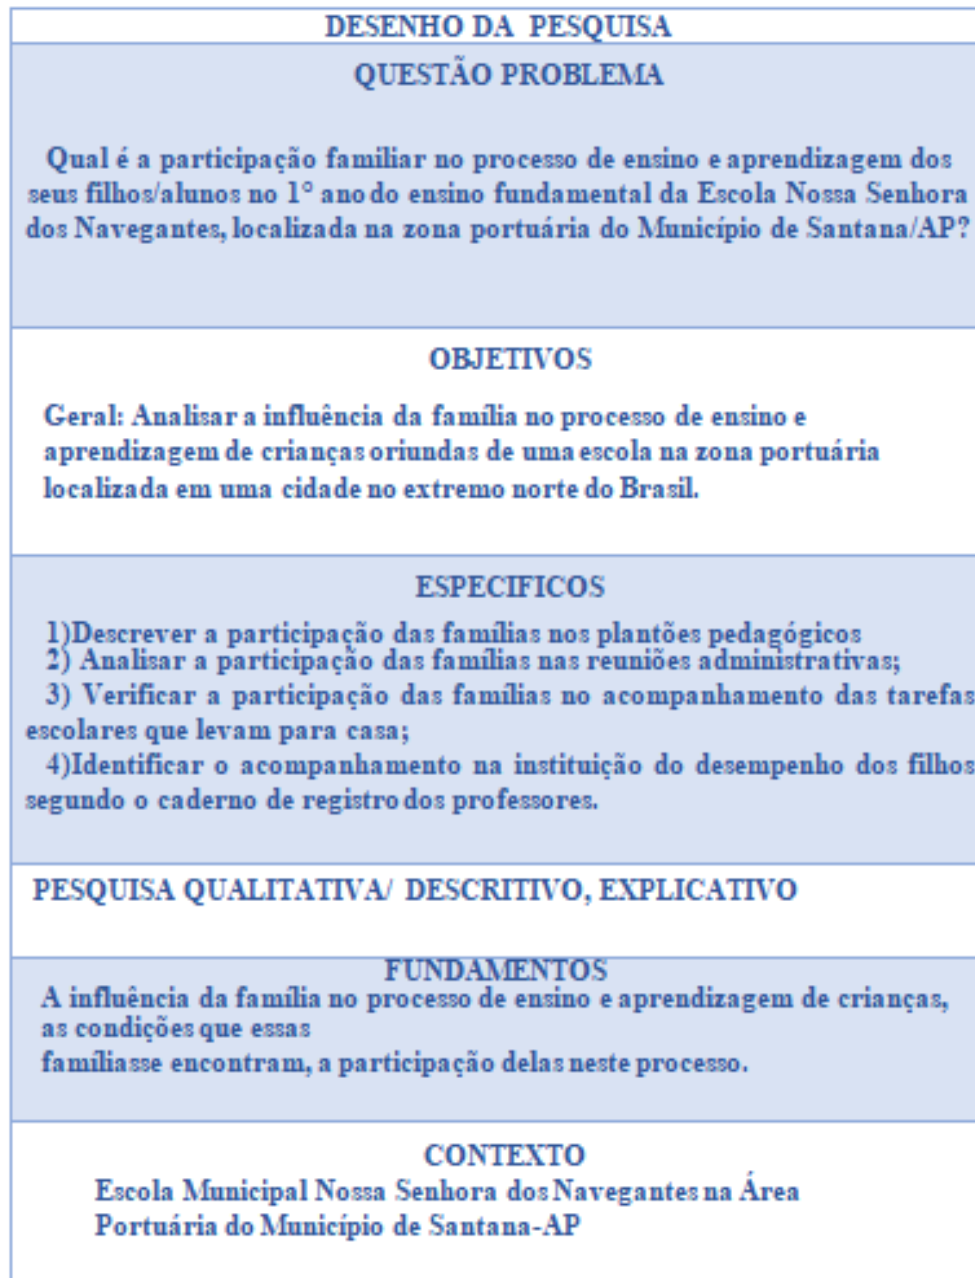 DESENHO DA PESQUISA
QUESTÃO PROBLEMA
Qual é a participação familiar no processo de ensino e aprendizagem dos
seus filhos/alunos no 1° ano do ensino fundamental da Escola Nossa Senhora
dos Navegantes, localizada na zona portuária do Município de Santana/AP?
OBJETIVOS
Geral: Analisar a influência da família no processo de ensino e
aprendizagem de crianças oriundas de uma escola na zona portuária
localizada em uma cidade no extremo norte do Brasil.
ESPECIFICOS
1)Descrever a participação das famílias nos plantões pedagógicos
2) Analisar a participação das famílias nas reuniões administrativas;
3) Verificar a participação das famílias no acompanhamento das tarefas
escolares que levam para casa;
4)Identificar o acompanhamento na instituição do desempenho dos filhos
segundo o caderno de registro dos professores.
PESQUISA QUALITATIVA/ DESCRITIVO, EXPLICATIVO
FUNDAMENTOS
A influência da família no processo de ensino e aprendizagem de crianças,
as condições que essas
famíliasse encontram, a participação delas neste processo.
CONTEXTO
Escola Municipal Nossa Senhora dos Navegantes na Área
Portuária do Município de Santana-AP